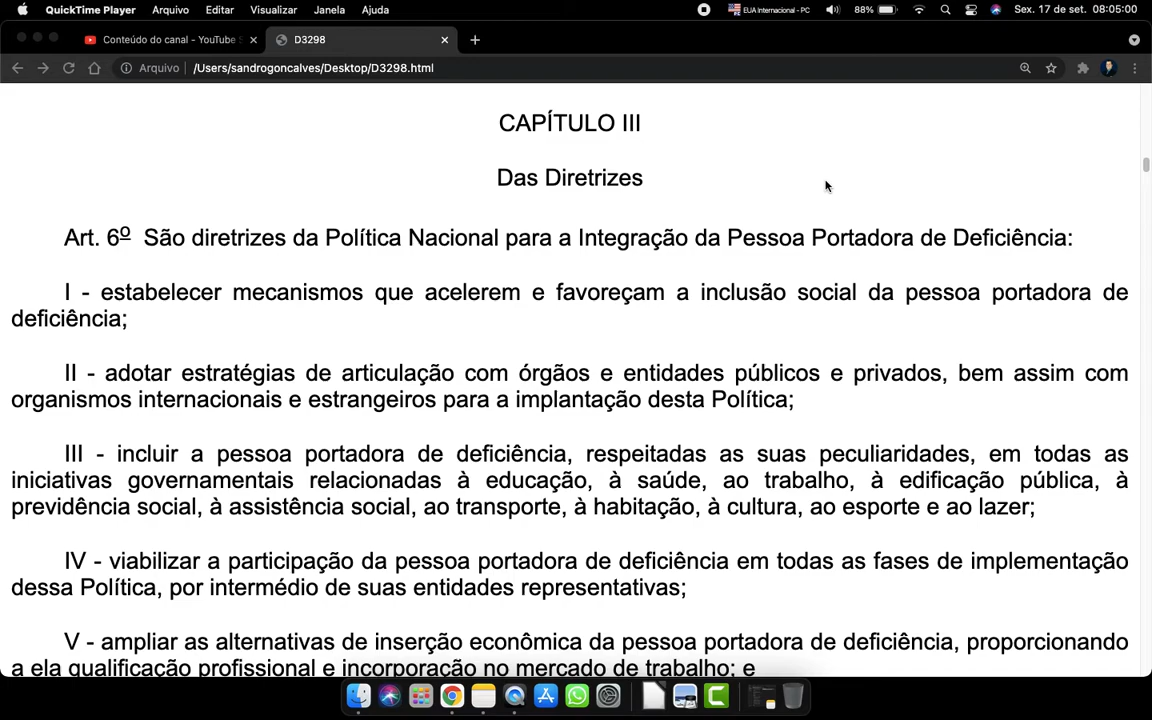 QuickTime Player Arquivo Editar Visualizar Janela Ajuda EUA Internacional - PC 88% Sex. 17 de set. 08:05:00
Conteúdo do canal - YouTube S D3298
Arquivo /Users/sandrogoncalves/Desktop/D3298.html
CAPÍTULO III
Das Diretrizes
Art. 6º São diretrizes da Política Nacional para a Integração da Pessoa Portadora de Deficiência:
I - estabelecer mecanismos que acelerem e favoreçam a inclusão social da pessoa portadora de
deficiência;
II - adotar estratégias de articulação com órgãos e entidades públicos e privados, bem assim com
organismos internacionais e estrangeiros para a implantação desta Política;
III - incluir a pessoa portadora de deficiência, respeitadas as suas peculiaridades, em todas as
iniciativas governamentais relacionadas à educação, à saúde, ao trabalho, à edificação pública, à
previdência social, à assistência social, ao transporte, à habitação, à cultura, ao esporte e ao lazer;
IV - viabilizar a participação da pessoa portadora de deficiência em todas as fases de implementação
dessa Política, por intermédio de suas entidades representativas;
V - ampliar as alternativas de inserção econômica da pessoa portadora de deficiência, proporcionando
a ela qualificação profissional e incorporação no mercado de trabalho; e